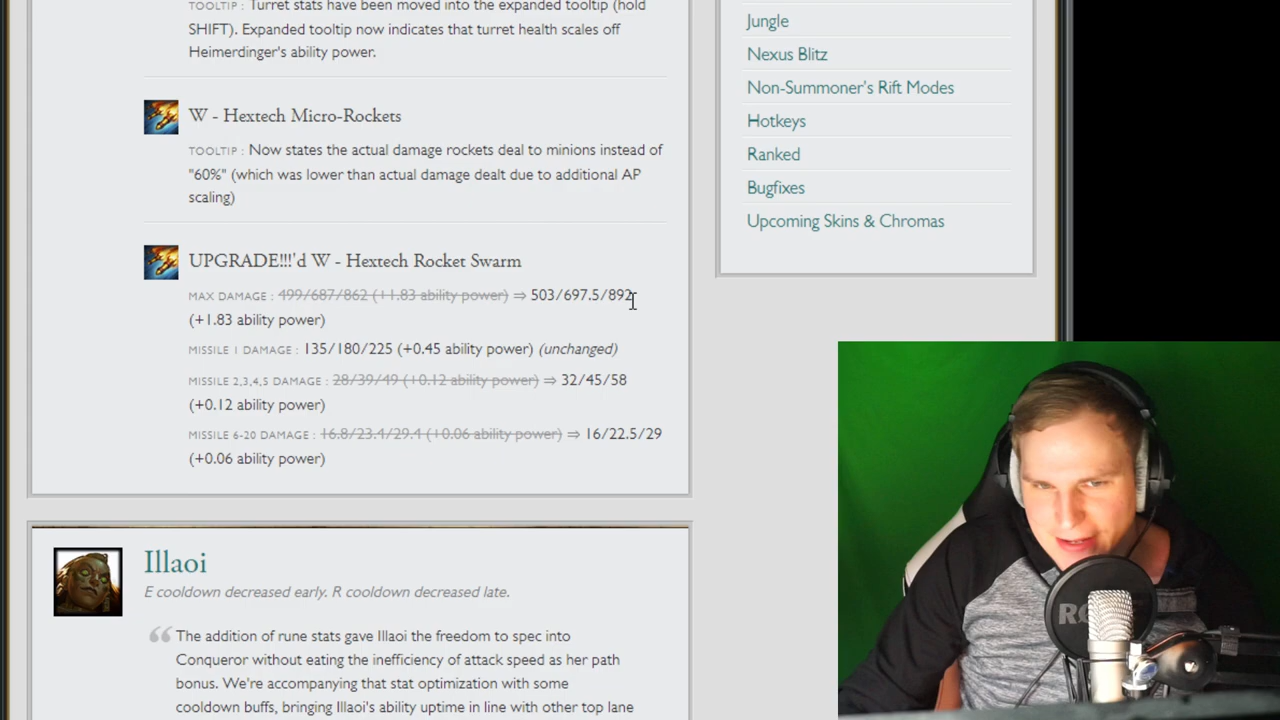 TOOLTIP : Turret stats have been moved into the expanded tooltip (hold
SHIFT). Expanded tooltip now indicates that turret health scales off
Heimerdinger's ability power.
W - Hextech Micro-Rockets
TOOLTIP : Now states the actual damage rockets deal to minions instead of
"60%" (which was lower than actual damage dealt due to additional AP
scaling)
UPGRADE!!!'d W - Hextech Rocket Swarm
MAX DAMAGE : 499/687/862 (+1.83 ability power) ⇒ 503/697.5/892
(+1.83 ability power)
MISSILE 1 DAMAGE : 135/180/225 (+0.45 ability power) (unchanged)
MISSILE 2,3,4,5 DAMAGE : 28/39/49 (+0.12 ability power) ⇒ 32/45/58
(+0.12 ability power)
MISSILE 6-20 DAMAGE : 16.8/23.4/29.4 (+0.06 ability power) ⇒ 16/22.5/29
(+0.06 ability power)
Illaoi
E cooldown decreased early. R cooldown decreased late.
The addition of rune stats gave Illaoi the freedom to spec into
Conqueror without eating the inefficiency of attack speed as her path
bonus. We're accompanying that stat optimization with some
cooldown buffs, bringing Illaoi's ability uptime in line with other top lane
Jungle
Nexus Blitz
Non-Summoner's Rift Modes
Hotkeys
Ranked
Bugfixes
Upcoming Skins & Chromas